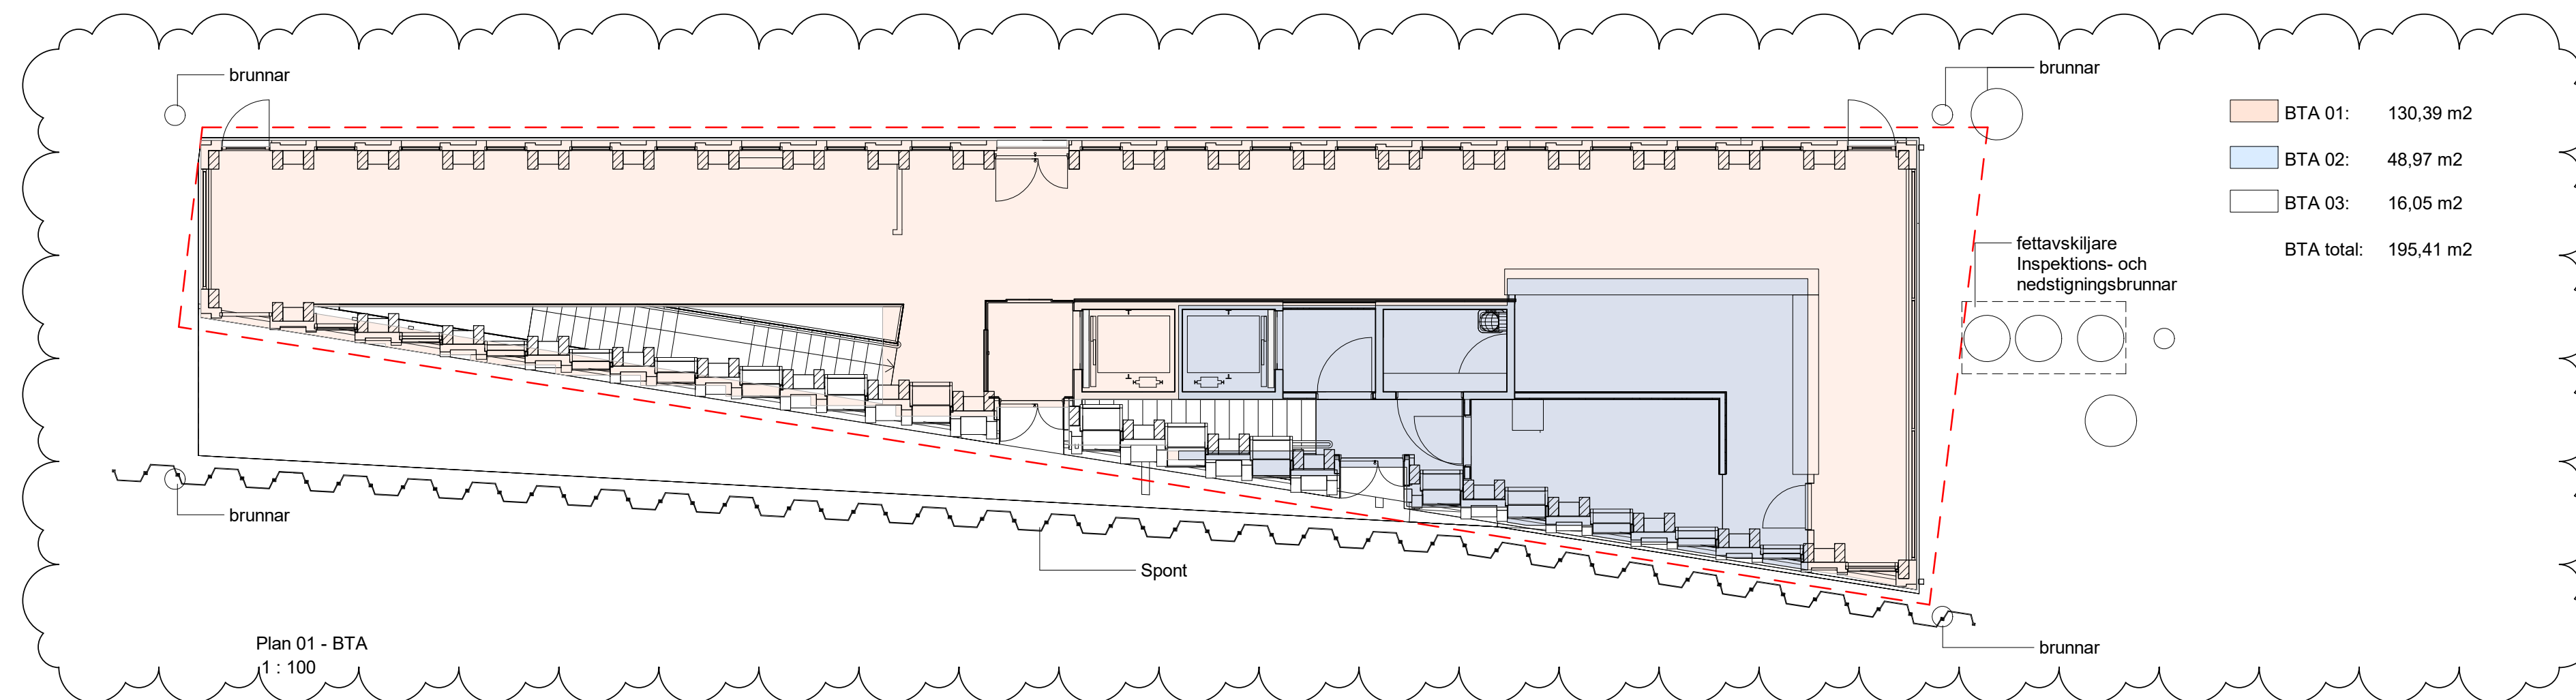 brunnar
brunnar
BTA 01: 130,39 m2
BTA 02: 48,97 m2
BTA 03: 16,05 m2
BTA total: 195,41 m2
fettavskiljare
Inspektions- och
nedstigningsbrunnar
brunnar
Spont
brunnar
Plan 01 - BTA
1 : 100